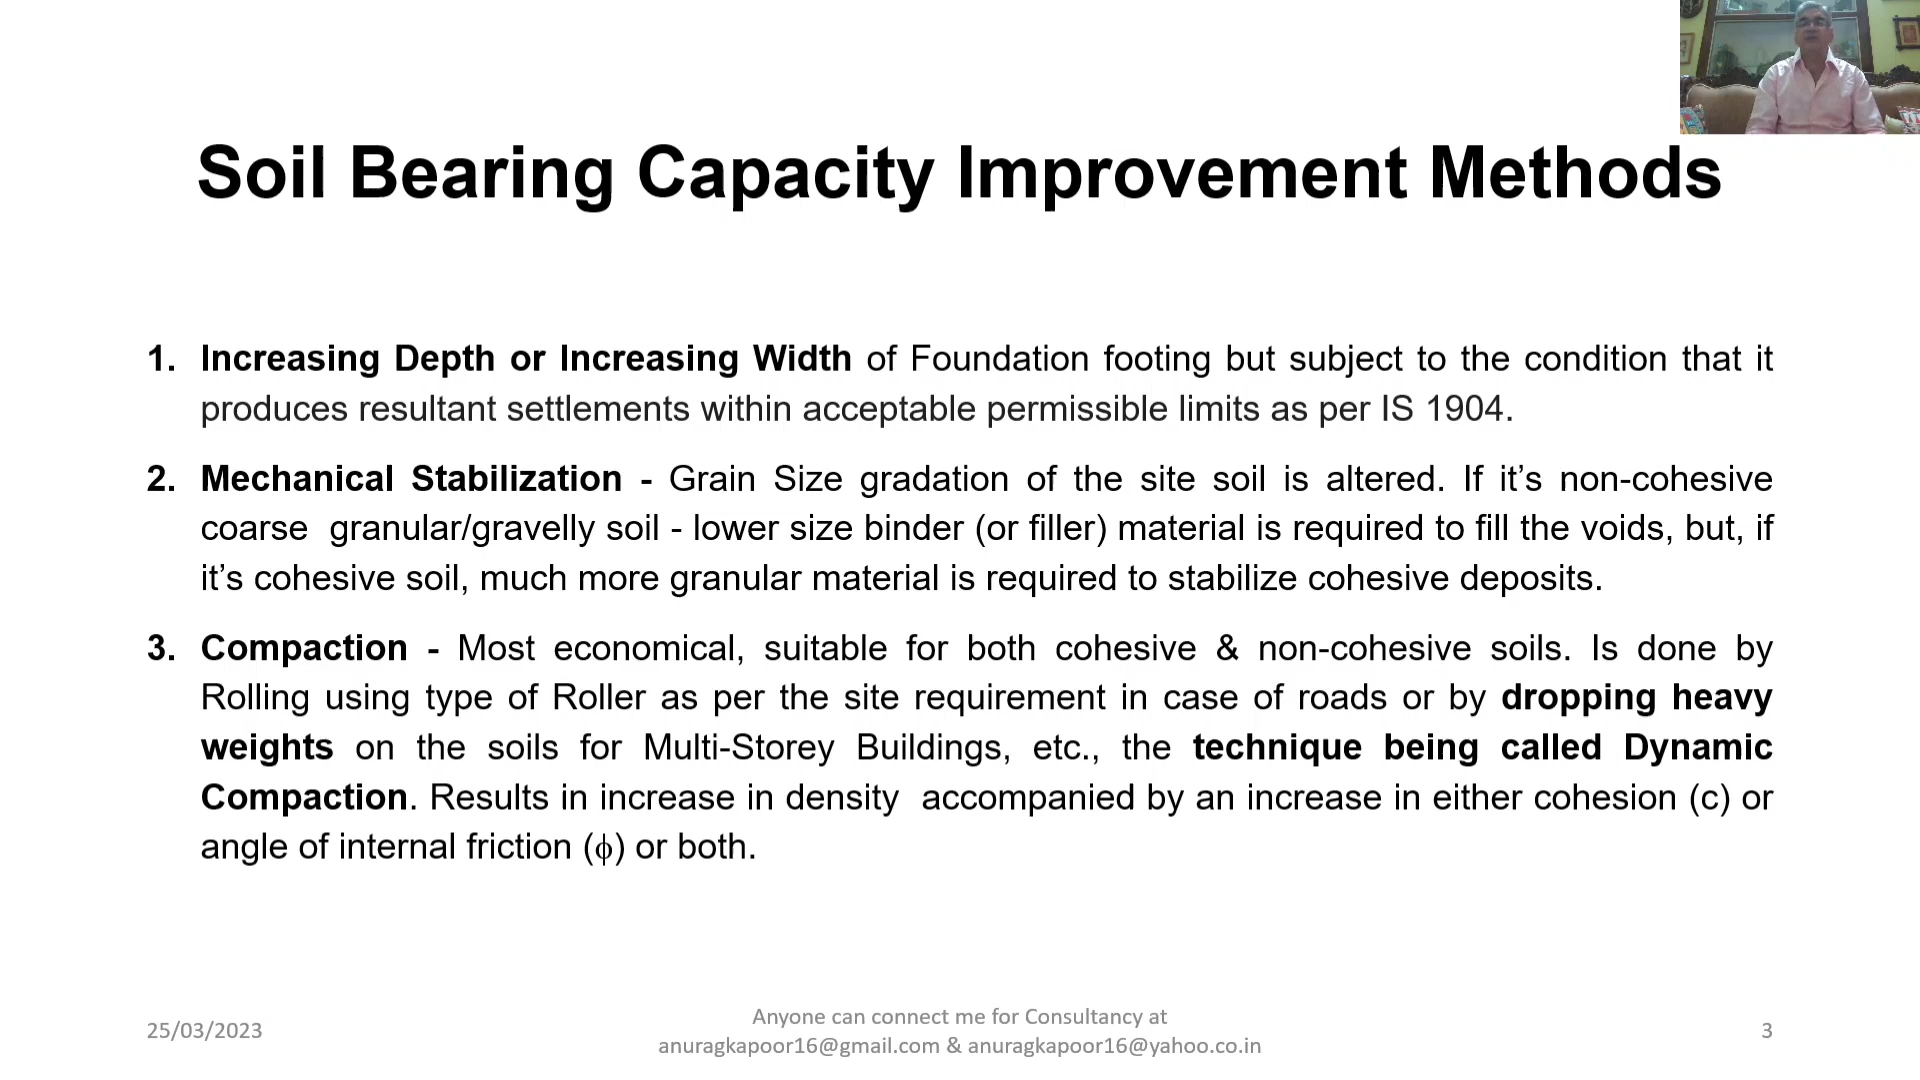 Soil Bearing Capacity Improvement Methods
1. Increasing Depth or Increasing Width of Foundation footing but subject to the condition that it
produces resultant settlements within acceptable permissible limits as per IS 1904.
2. Mechanical Stabilization - Grain Size gradation of the site soil is altered. If it’s non-cohesive
coarse  granular/gravelly soil - lower size binder (or filler) material is required to fill the voids, but, if
it’s cohesive soil, much more granular material is required to stabilize cohesive deposits.
3. Compaction - Most economical, suitable for both cohesive & non-cohesive soils. Is done by
Rolling using type of Roller as per the site requirement in case of roads or by dropping heavy
weights on the soils for Multi-Storey Buildings, etc., the technique being called Dynamic
Compaction. Results in increase in density  accompanied by an increase in either cohesion (c) or
angle of internal friction (ϕ) or both.
25/03/2023
Anyone can connect me for Consultancy at
anuragkapoor16@gmail.com & anuragkapoor16@yahoo.co.in
3